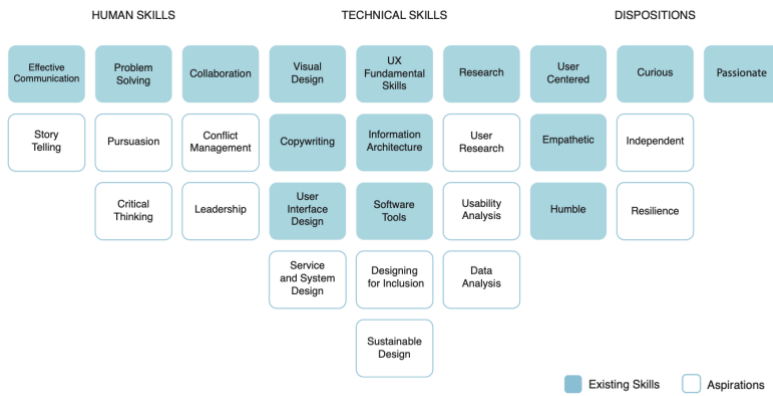 HUMAN SKILLS
TECHNICAL SKILLS
DISPOSITIONS
Effective
Communication
Problem
Solving
Collaboration
Visual
Design
UX
Fundamental
Skills
Research
User
Centered
Curious
Passionate
Story
Telling
Pursuasion
Conflict
Management
Copywriting
Information
Architecture
User
Research
Empathetic
Independent
Critical
Thinking
Leadership
User
Interface
Design
Software
Tools
Usability
Analysis
Humble
Resilience
Service
and System
Design
Designing
for Inclusion
Data
Analysis
Sustainable
Design
Existing Skills
Aspirations